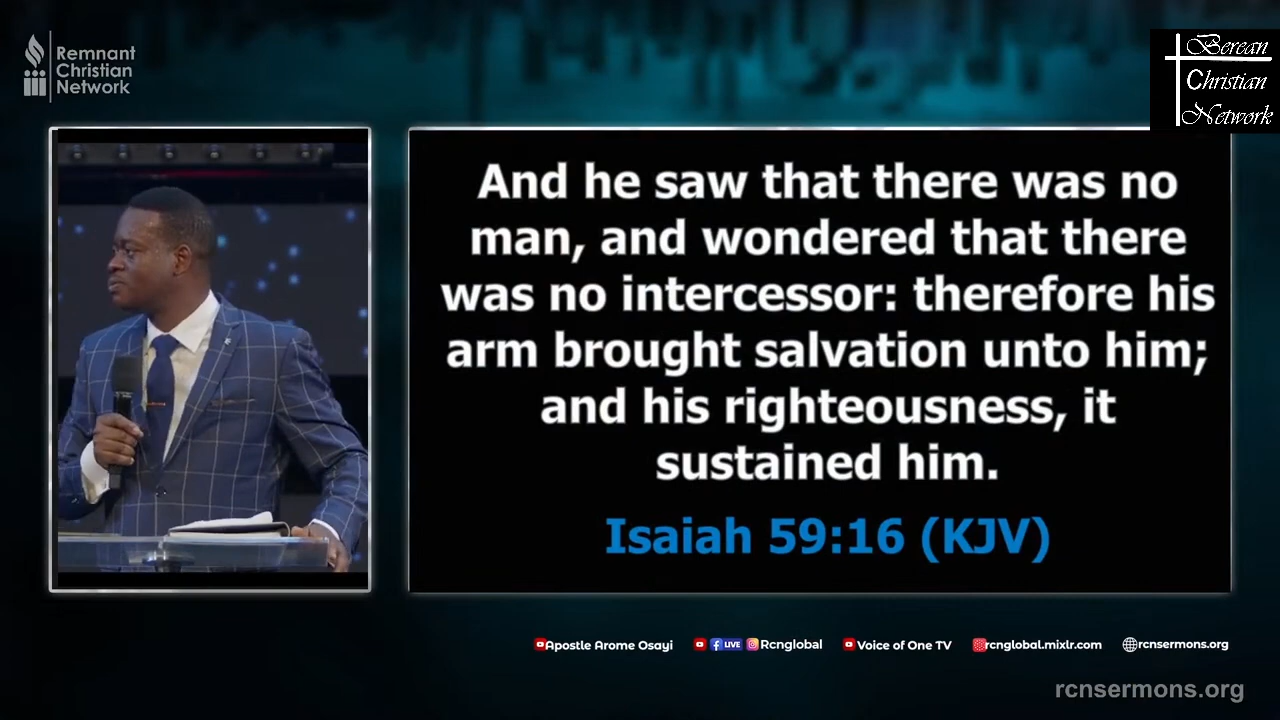 Remnant
Christian
Network
Berean
Christian
Network
And he saw that there was no
man, and wondered that there
was no intercessor: therefore his
arm brought salvation unto him;
and his righteousness, it
sustained him.
Isaiah 59:16 (KJV)
Apostle Arome Osayi LIVE Rcnglobal Voice of One TV rcnglobal.mixlr.com rcnsermons.org
rcnsermons.org